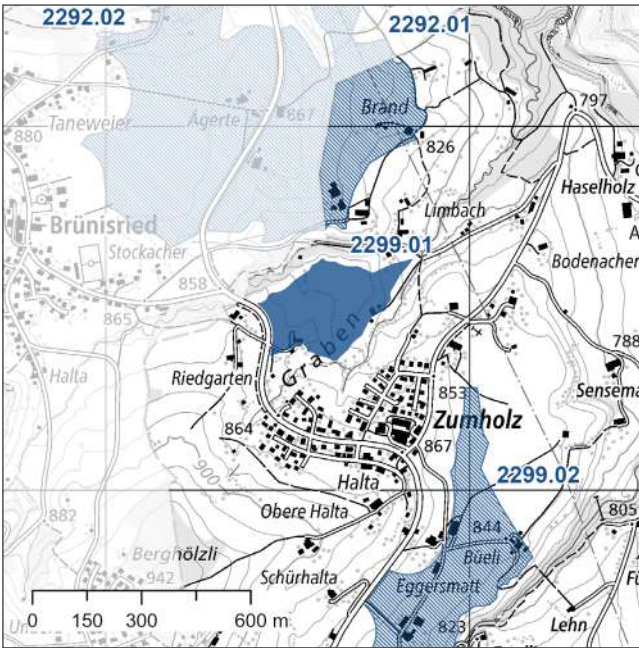 2292.02
2292.01
Brand
867
Taneweier
Ägerte
797
880
826
Haselholz
Limbach
Brünisried
A
Stockacher
2299.01
Bodenacher
858
865
Graben
788
Halta
Riedgarten
853
Zumholz
864
867
900
Halta
2299.02
Obere Halta
805
882
844
Büeli
Berghölzli
942
Schürhalta
Eggersmatt
Lehn
823
0 150 300 600 m